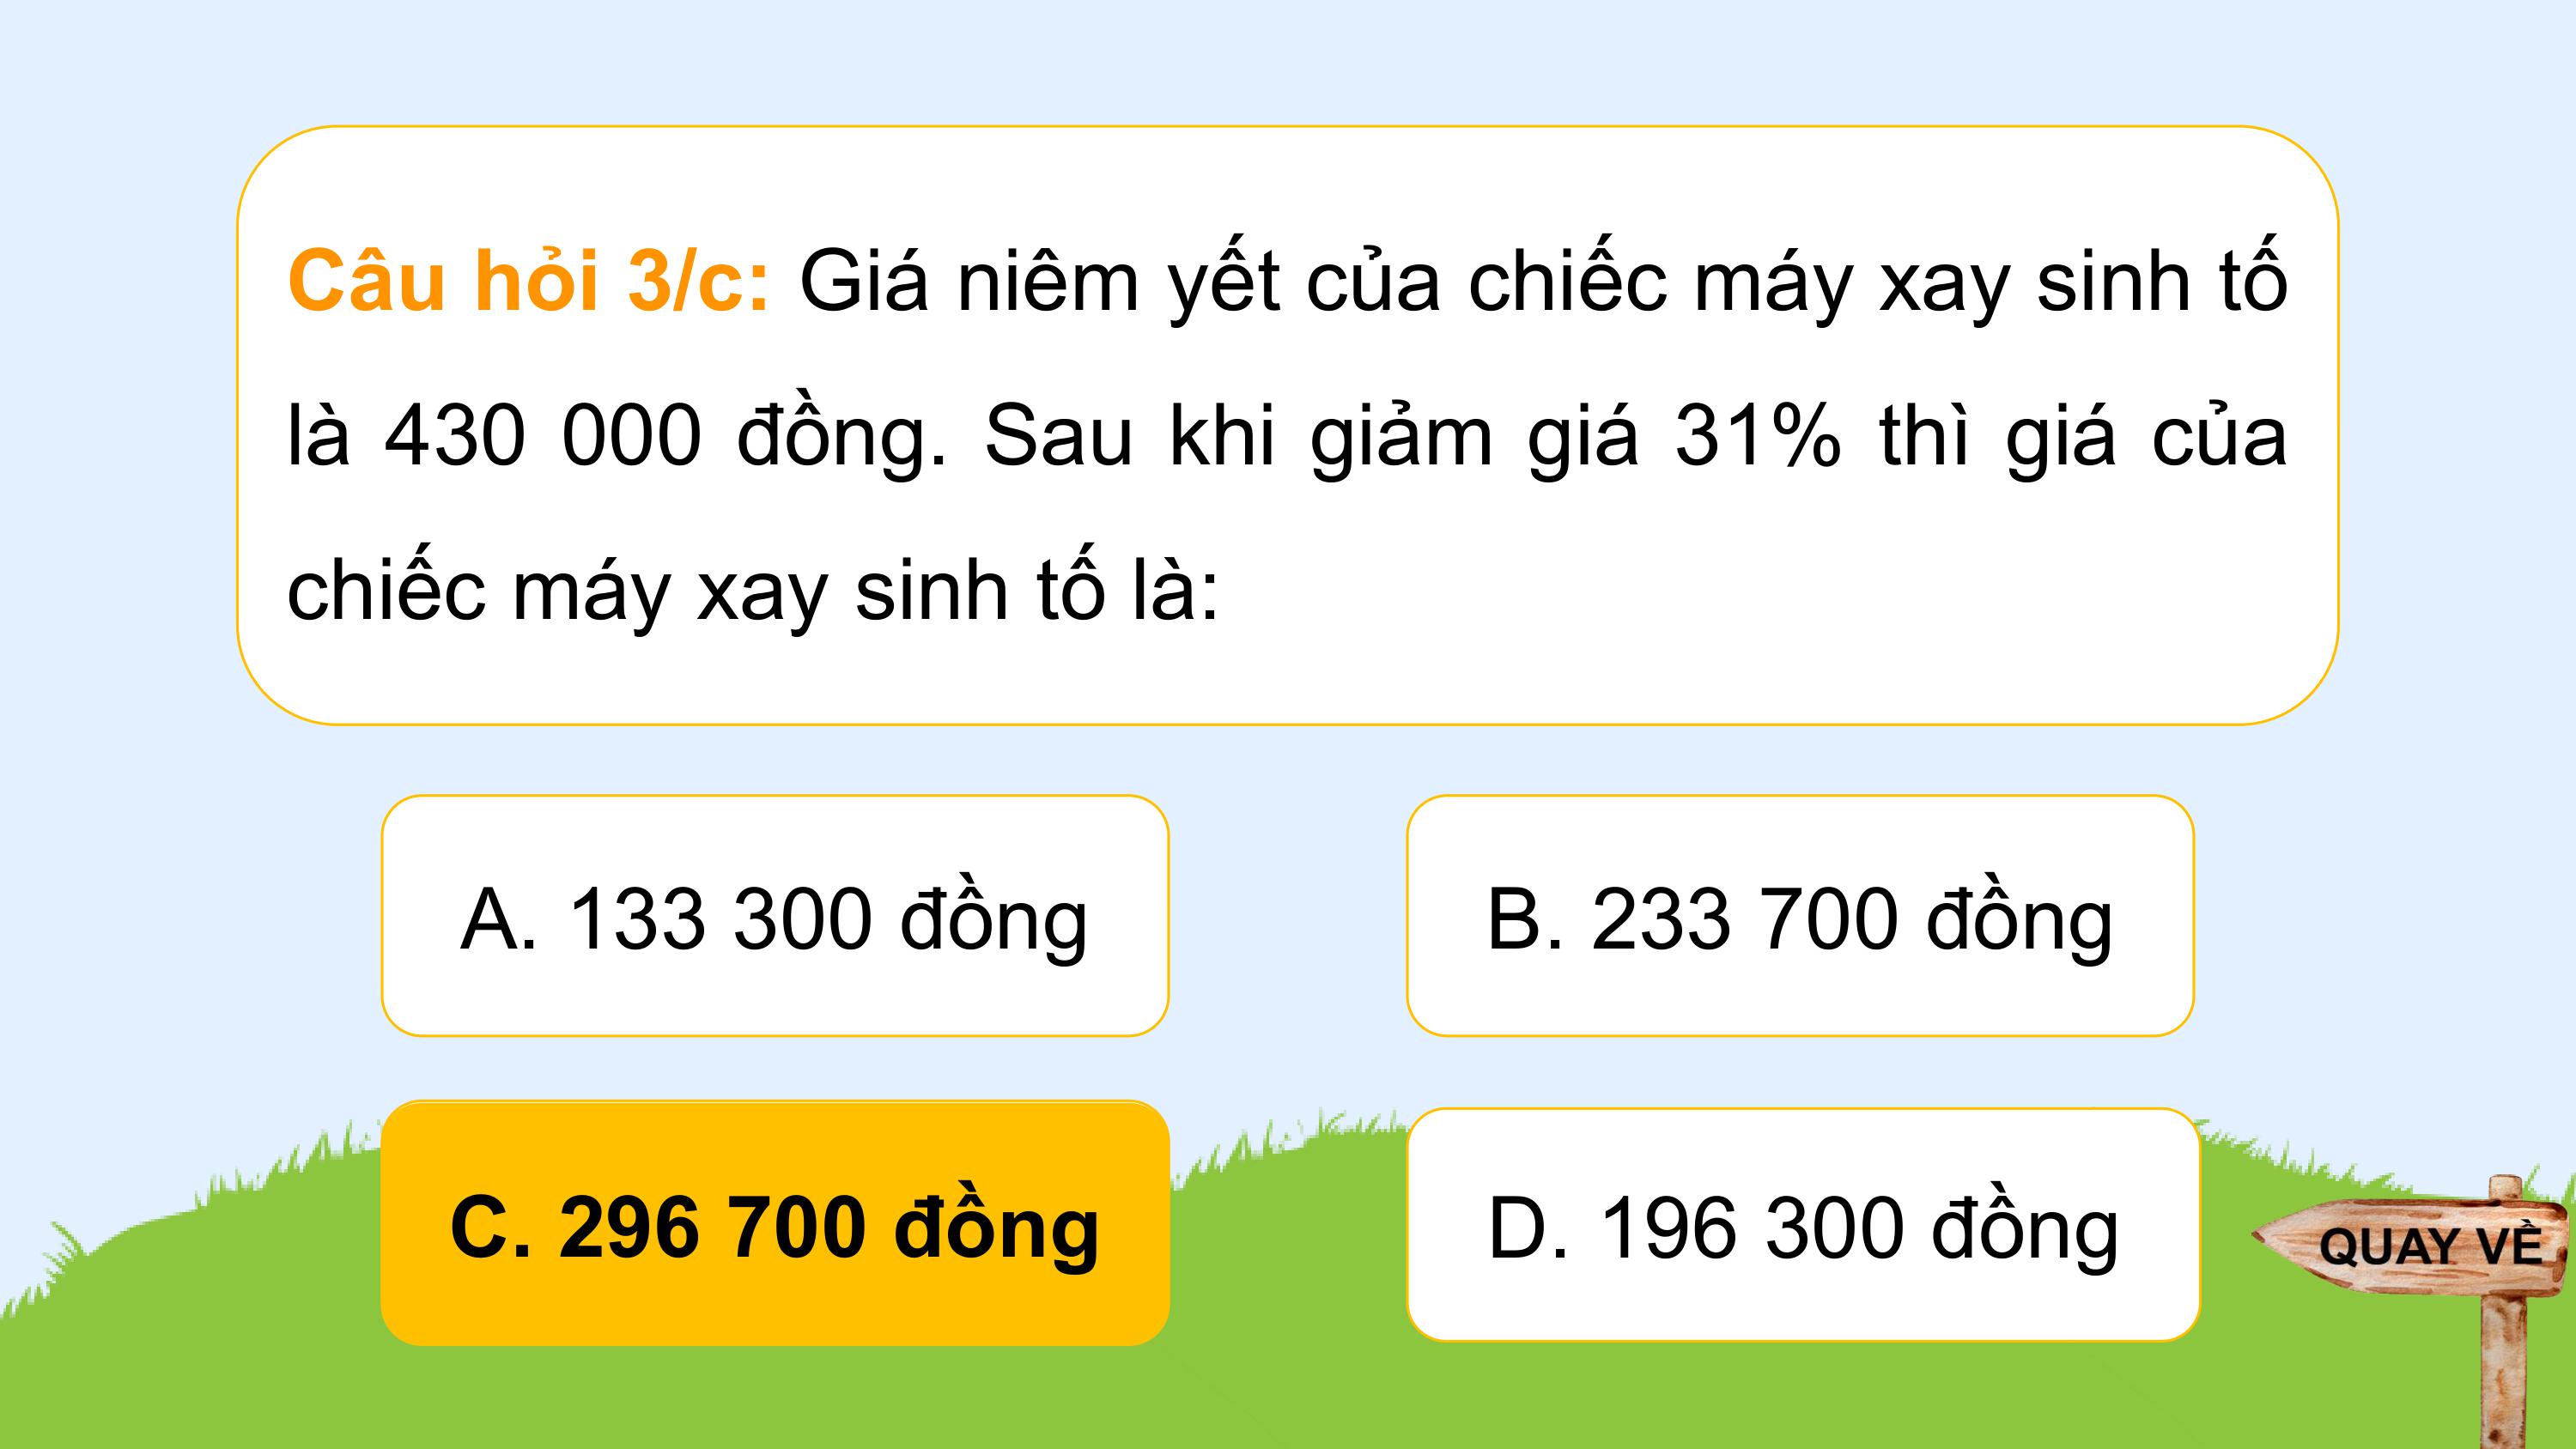 Câu hỏi 3/c: Giá niêm yết của chiếc máy xay sinh tố
là 430 000 đồng. Sau khi giảm giá 31% thì giá của
chiếc máy xay sinh tố là:
A. 133 300 đồng
B. 233 700 đồng
C. 296 700 đồng
D. 196 300 đồng
QUAY VỀ